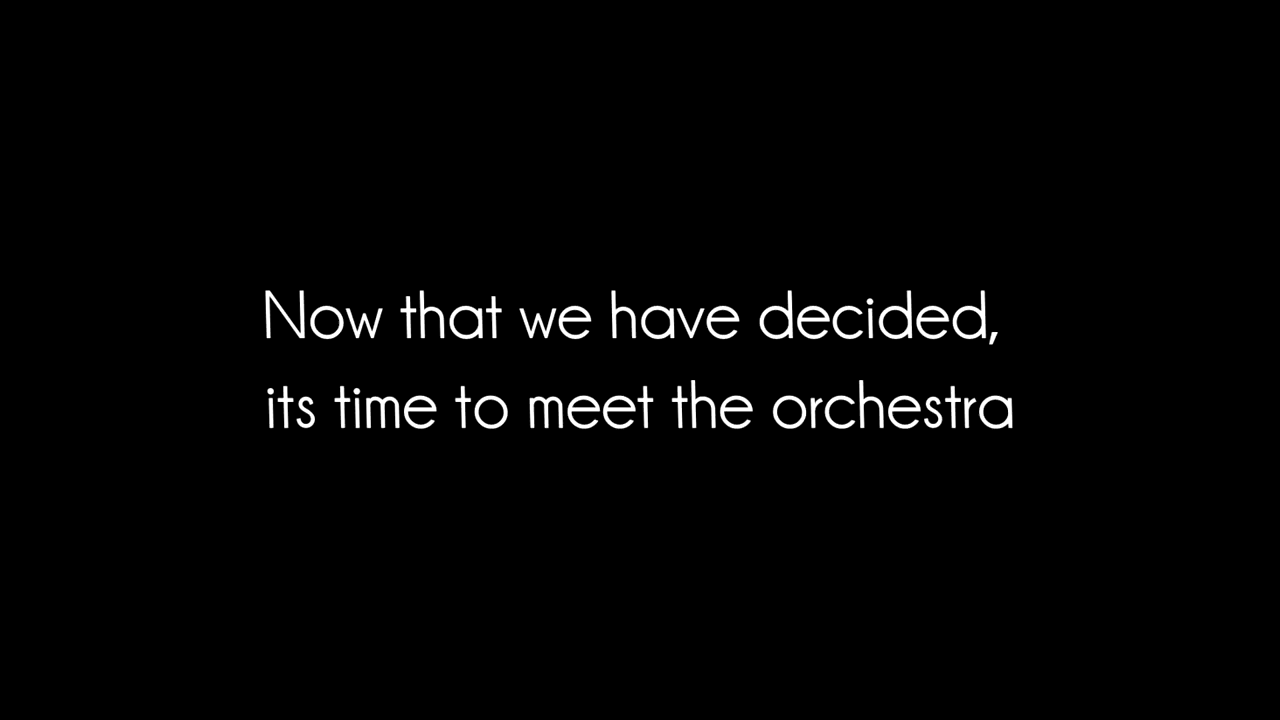 Now that we have decided,
its time to meet the orchestra